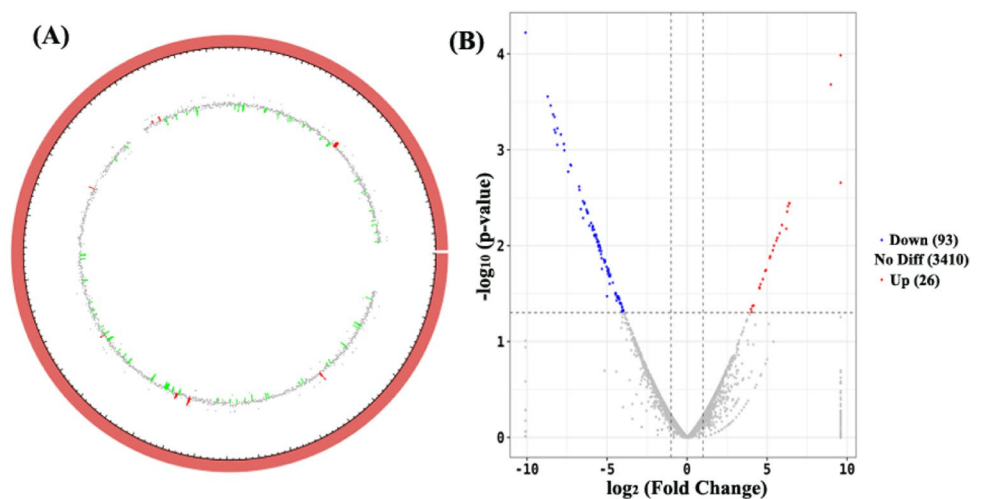 (A)
(B)
4
3
2
1
0
-log₁₀ (p-value)
-10
-5
0
5
10
log₂ (Fold Change)
Down (93)
No Diff (3410)
Up (26)